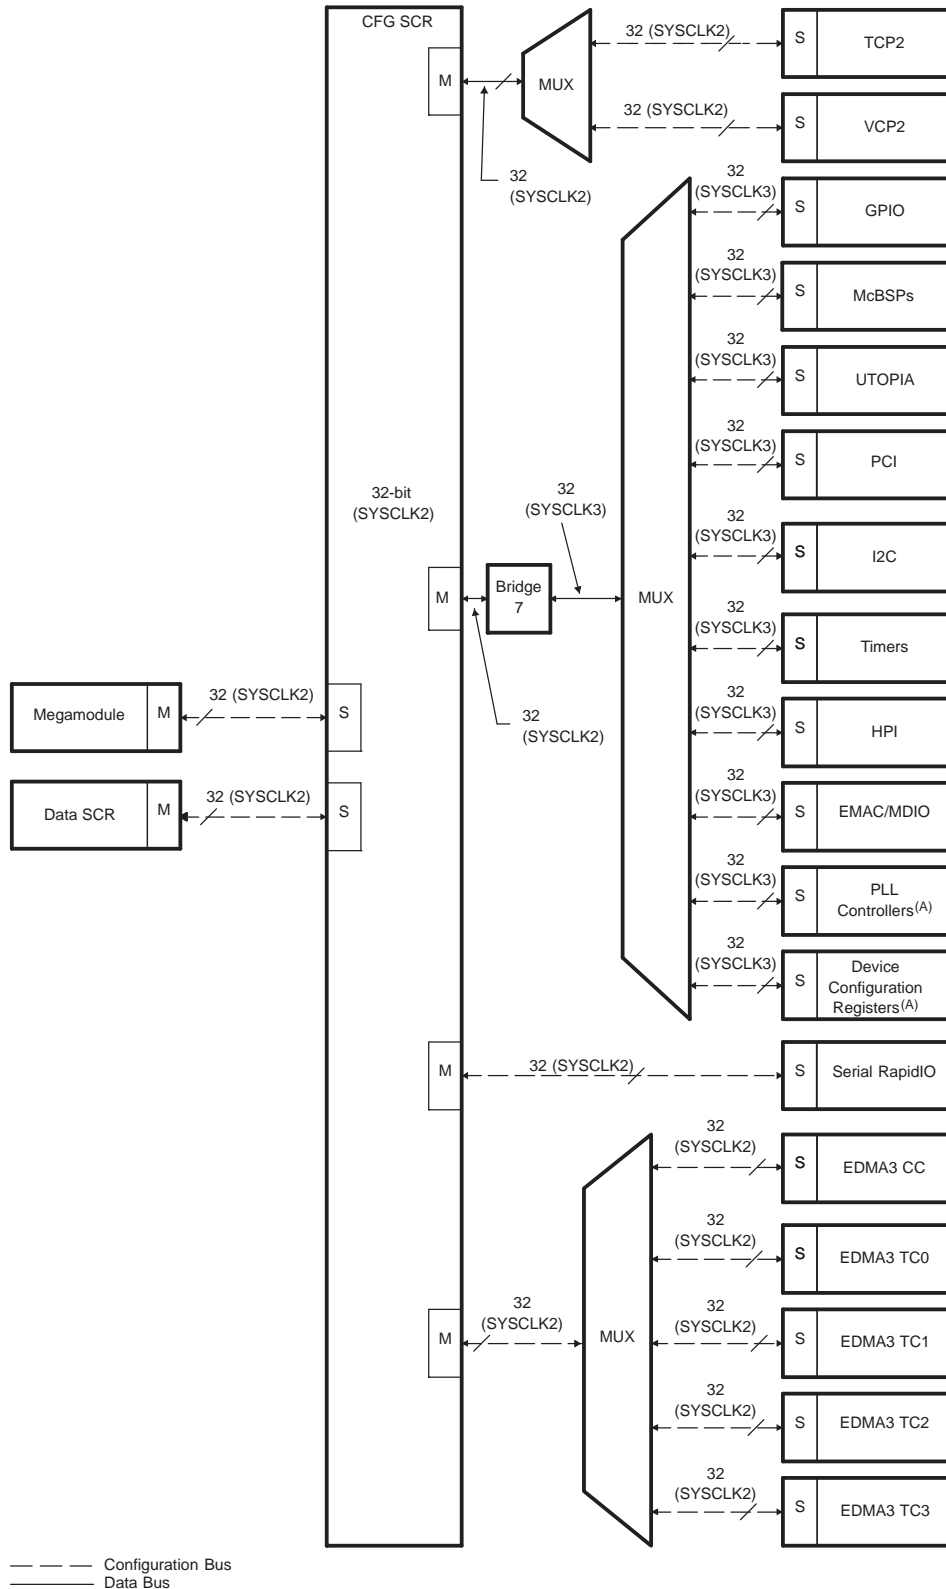 CFG SCR
M
MUX
32 (SYSCLK2)
S
TCP2
32 (SYSCLK2)
S
VCP2
32
(SYSCLK2)
32
(SYSCLK3)
S
GPIO
32
(SYSCLK3)
S
McBSPs
32
(SYSCLK3)
S
UTOPIA
32
(SYSCLK3)
S
PCI
32-bit
(SYSCLK2)
32
(SYSCLK3)
32
(SYSCLK3)
S
I2C
M
Bridge
7
MUX
32
(SYSCLK3)
S
Timers
Megamodule
M
32 (SYSCLK2)
S
32
(SYSCLK2)
32
(SYSCLK3)
S
HPI
Data SCR
M
32 (SYSCLK2)
S
32
(SYSCLK3)
S
EMAC/MDIO
32
(SYSCLK3)
S
PLL
Controllers(A)
32
(SYSCLK3)
S
Device
Configuration
Registers(A)
M
32 (SYSCLK2)
S
Serial RapidIO
32
(SYSCLK2)
S
EDMA3 CC
32
(SYSCLK2)
S
EDMA3 TC0
M
32
(SYSCLK2)
MUX
32
(SYSCLK2)
S
EDMA3 TC1
32
(SYSCLK2)
S
EDMA3 TC2
32
(SYSCLK2)
S
EDMA3 TC3
Configuration Bus
Data Bus